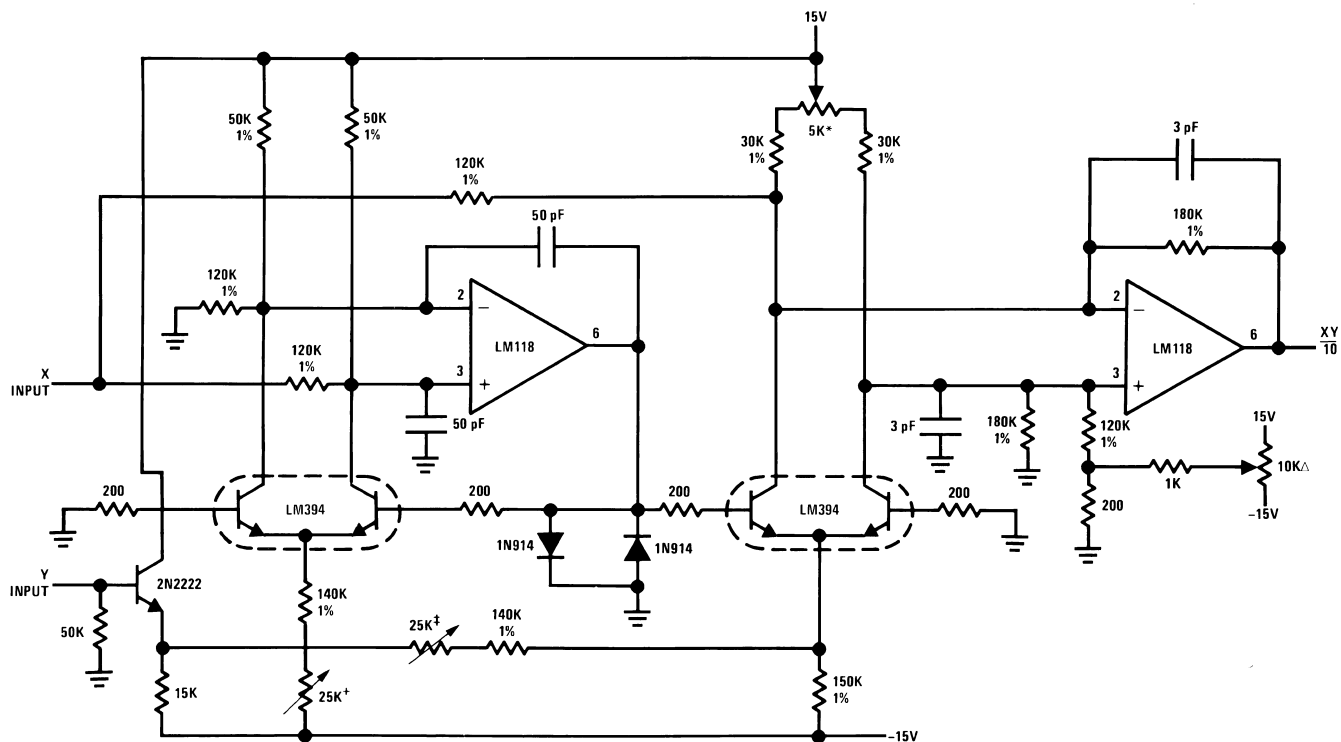 15V
50K
1%
50K
1%
5K*
30K
1%
30K
1%
3 pF
120K
1%
50 pF
180K
1%
120K
1%
2
−
LM118
6
3
+
2
−
LM118
6
3
+
XY
10
X
INPUT
120K
1%
50 pF
3 pF
180K
1%
120K
1%
15V
10KΔ
1K
−15V
200
200
LM394
200
200
LM394
200
1N914
1N914
Y
INPUT
2N2222
140K
1%
50K
25K‡
140K
1%
15K
25K+
150K
1%
−15V